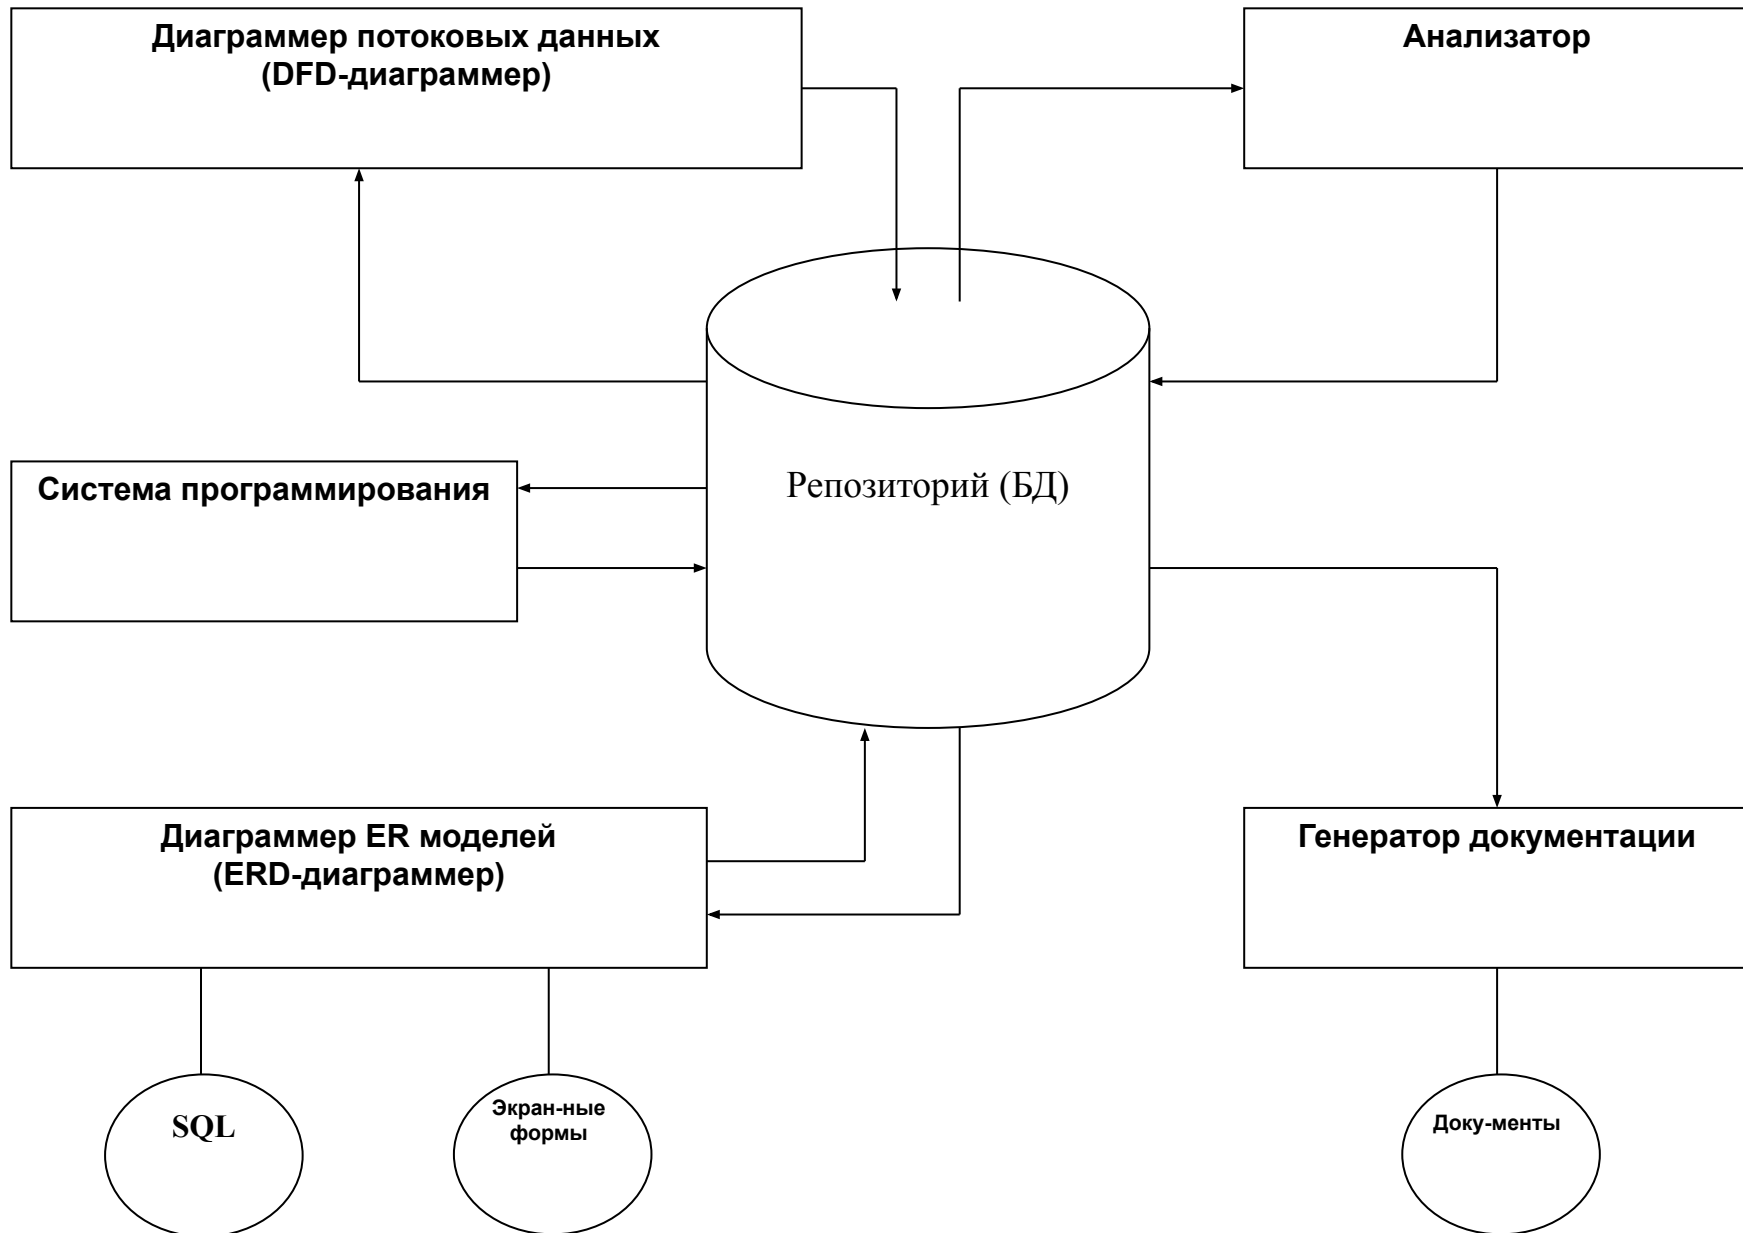 Диаграммер потоковых данных
(DFD-диаграммер)
Анализатор
Система программирования
Репозиторий (БД)
Диаграммер ER моделей
(ERD-диаграммер)
Генератор документации
SQL
Экран-ные
формы
Доку-менты